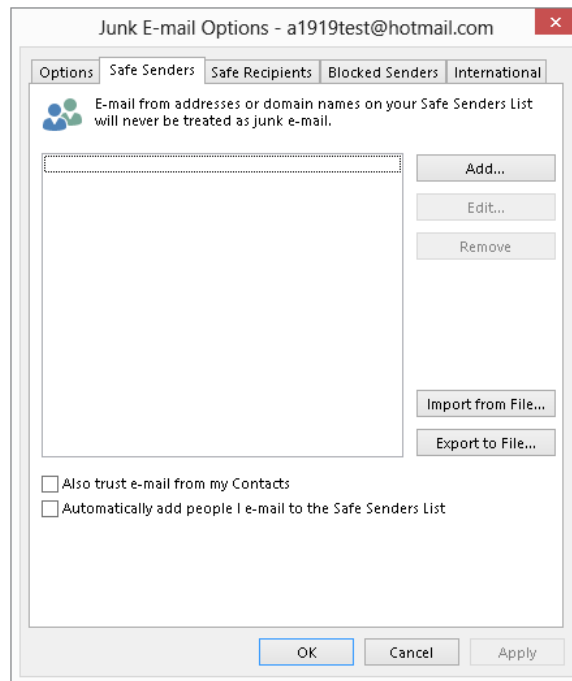 Junk E-mail Options - a1919test@hotmail.com
Options Safe Senders Safe Recipients Blocked Senders International
E-mail from addresses or domain names on your Safe Senders List
will never be treated as junk e-mail.
Add...
Edit...
Remove
Import from File...
Export to File...
Also trust e-mail from my Contacts
Automatically add people I e-mail to the Safe Senders List
OK Cancel Apply